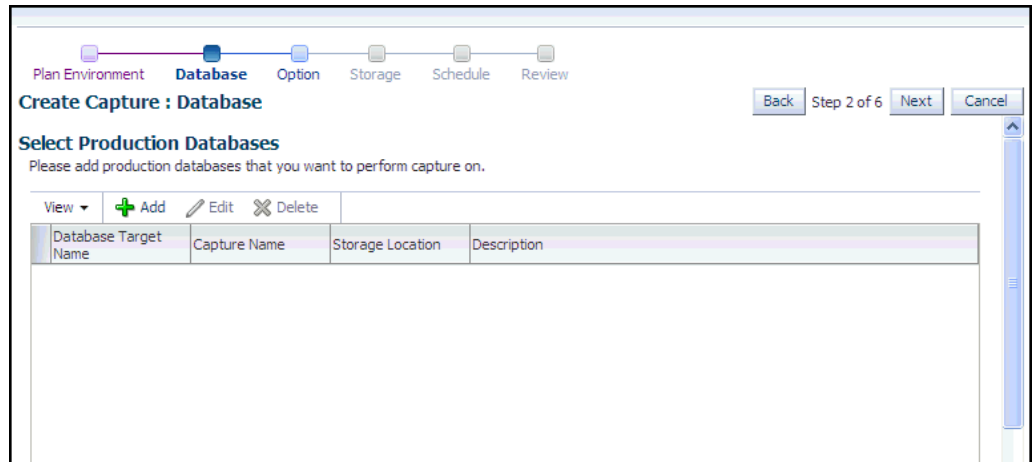 Plan Environment Database Option Storage Schedule Review
Create Capture : Database
Back Step 2 of 6 Next Cancel
Select Production Databases
Please add production databases that you want to perform capture on.
View Add Edit Delete
Database Target Name Capture Name Storage Location Description